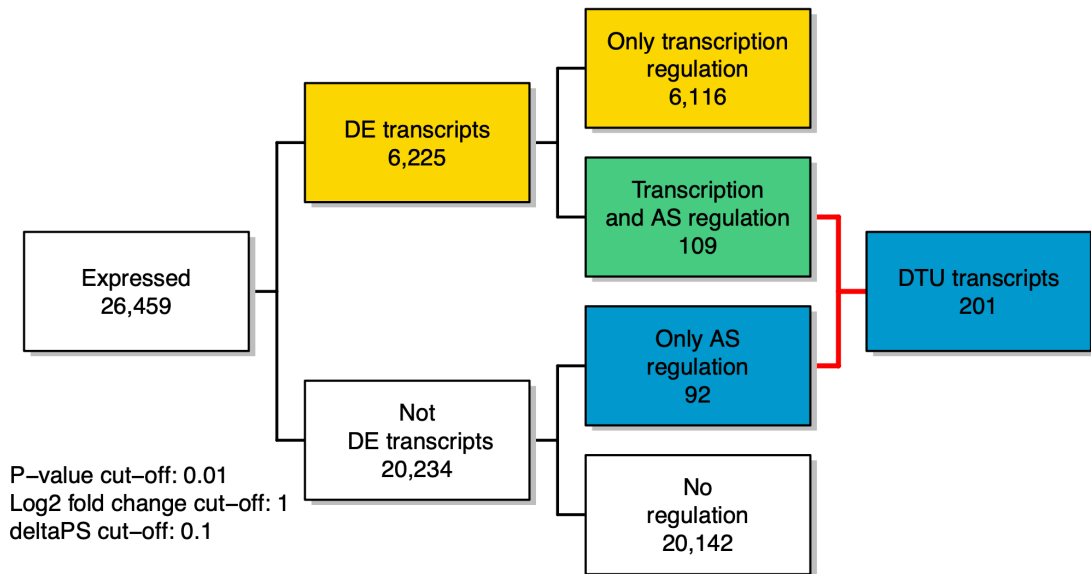 Only transcription
regulation
6,116
DE transcripts
6,225
Transcription
and AS regulation
109
Expressed
26,459
DTU transcripts
201
Only AS
regulation
92
Not
DE transcripts
20,234
P−value cut−off: 0.01
Log2 fold change cut−off: 1
deltaPS cut−off: 0.1
No
regulation
20,142